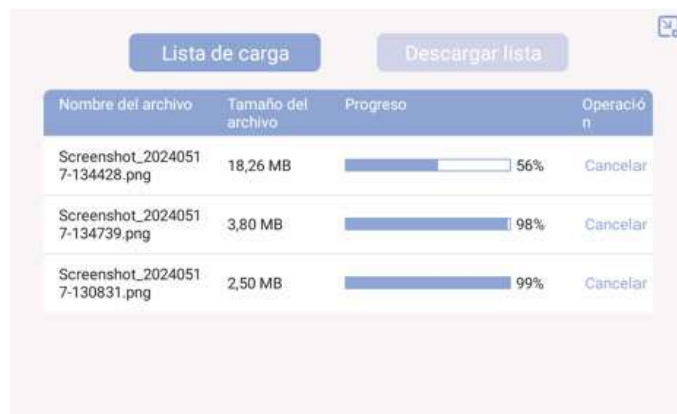 Lista de carga
Descargar lista
Nombre del archivo
Tamaño del
archivo
Progreso
Operació
n
Screenshot_2024051
7-134428.png
18,26 MB
56%
Cancelar
Screenshot_2024051
7-134739.png
3,80 MB
98%
Cancelar
Screenshot_2024051
7-130831.png
2,50 MB
99%
Cancelar